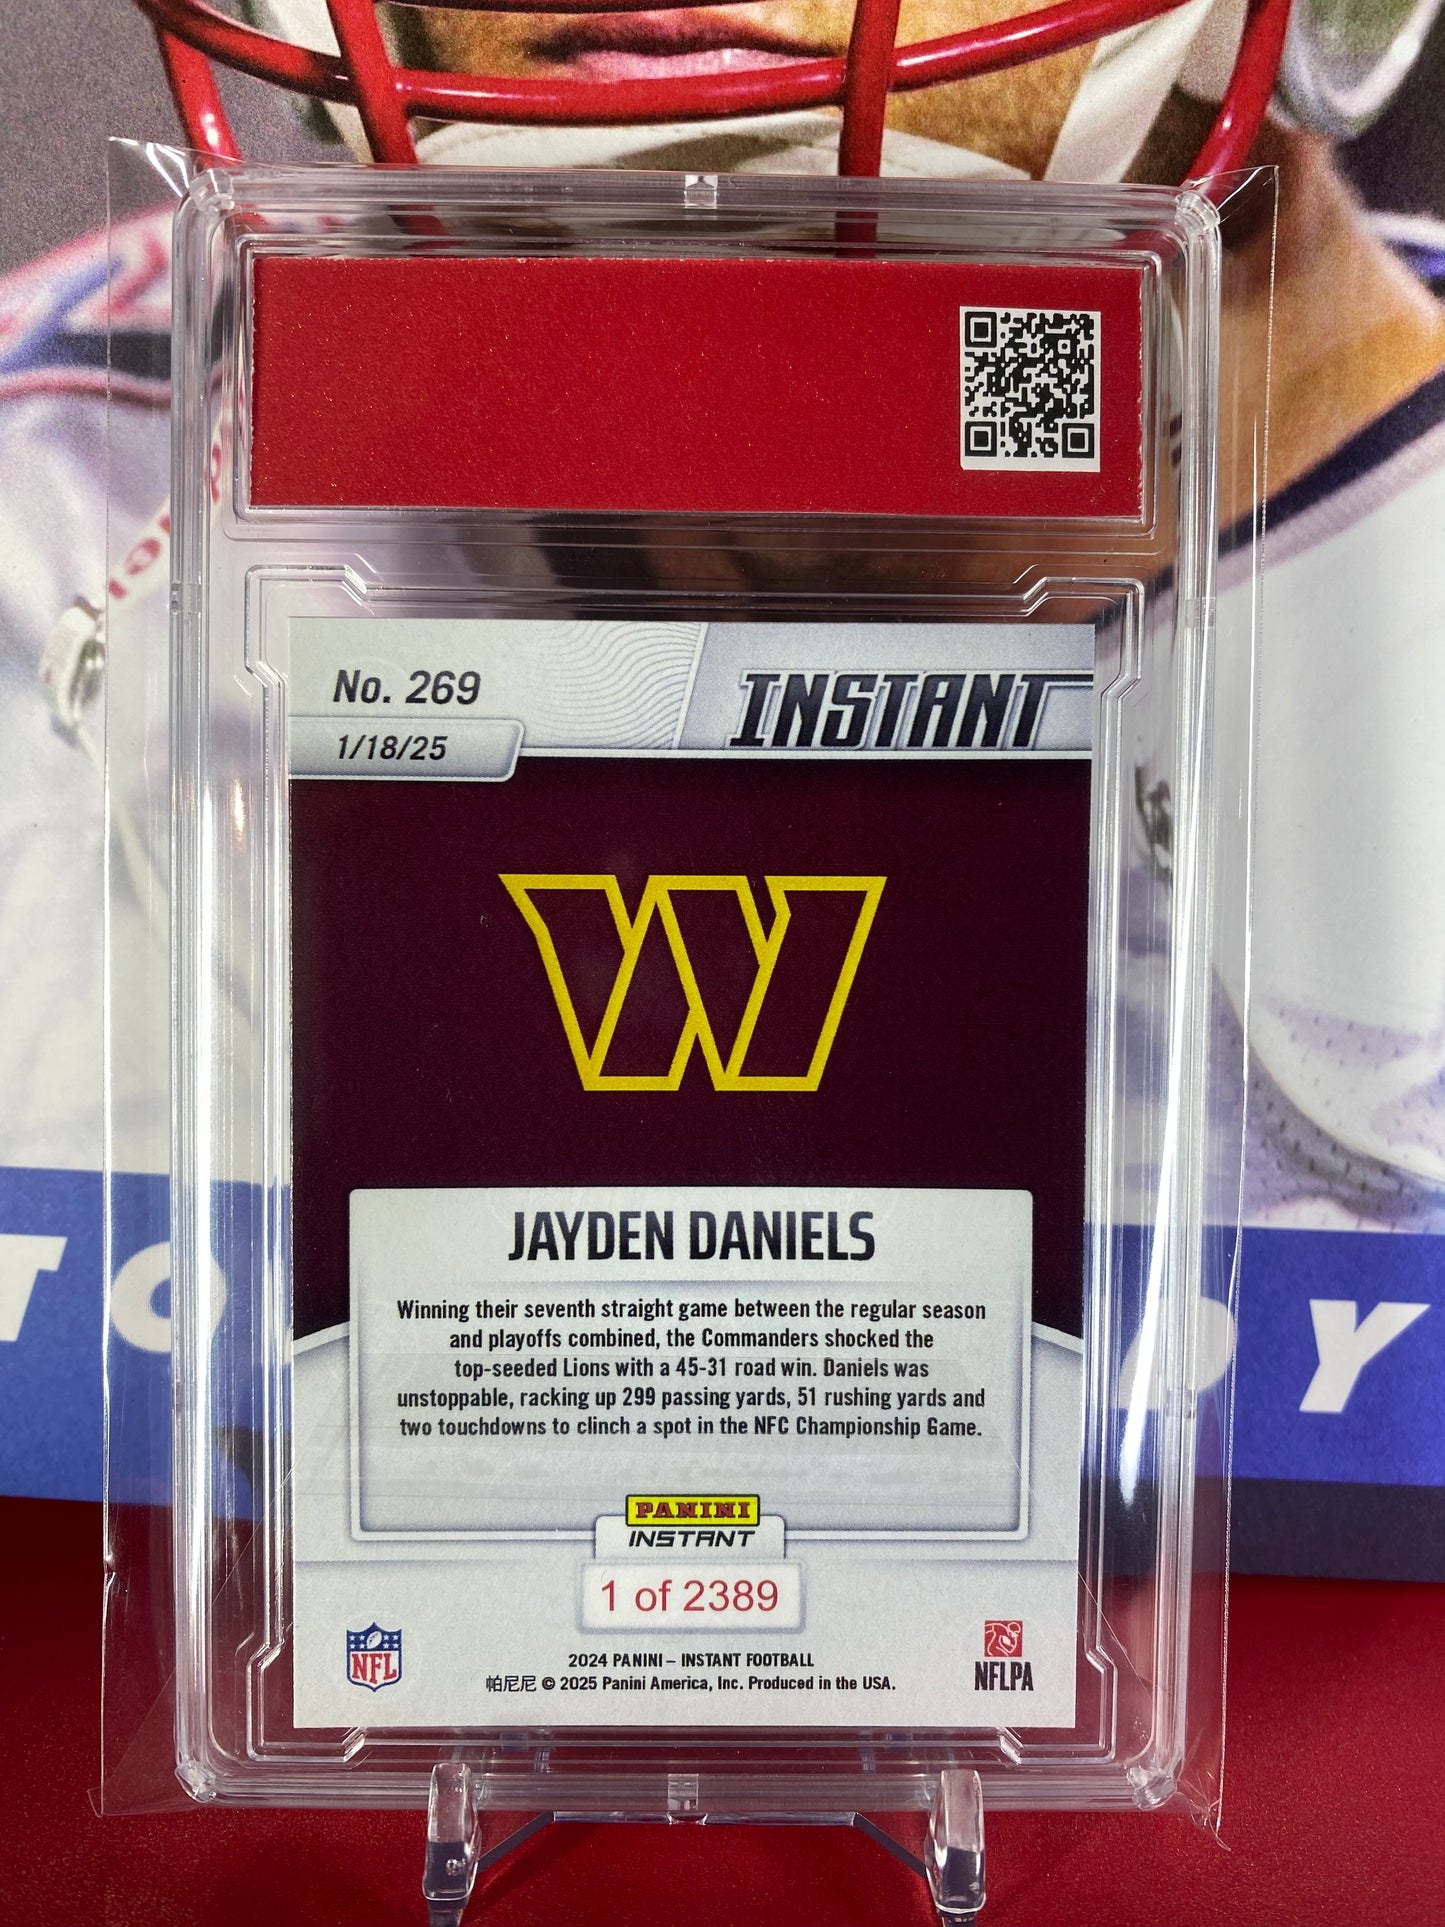 No. 269
INSTANT
1/18/25
W
JAYDEN DANIELS
Winning their seventh straight game between the regular season
and playoffs combined, the Commanders shocked the
top-seeded Lions with a 45-31 road win. Daniels was
unstoppable, racking up 299 passing yards, 51 rushing yards and
two touchdowns to clinch a spot in the NFC Championship Game.
PANINI
INSTANT
1 of 2389
NFL
NFLPA
2024 PANINI – INSTANT FOOTBALL
帕尼尼 © 2025 Panini America, Inc. Produced in the USA.